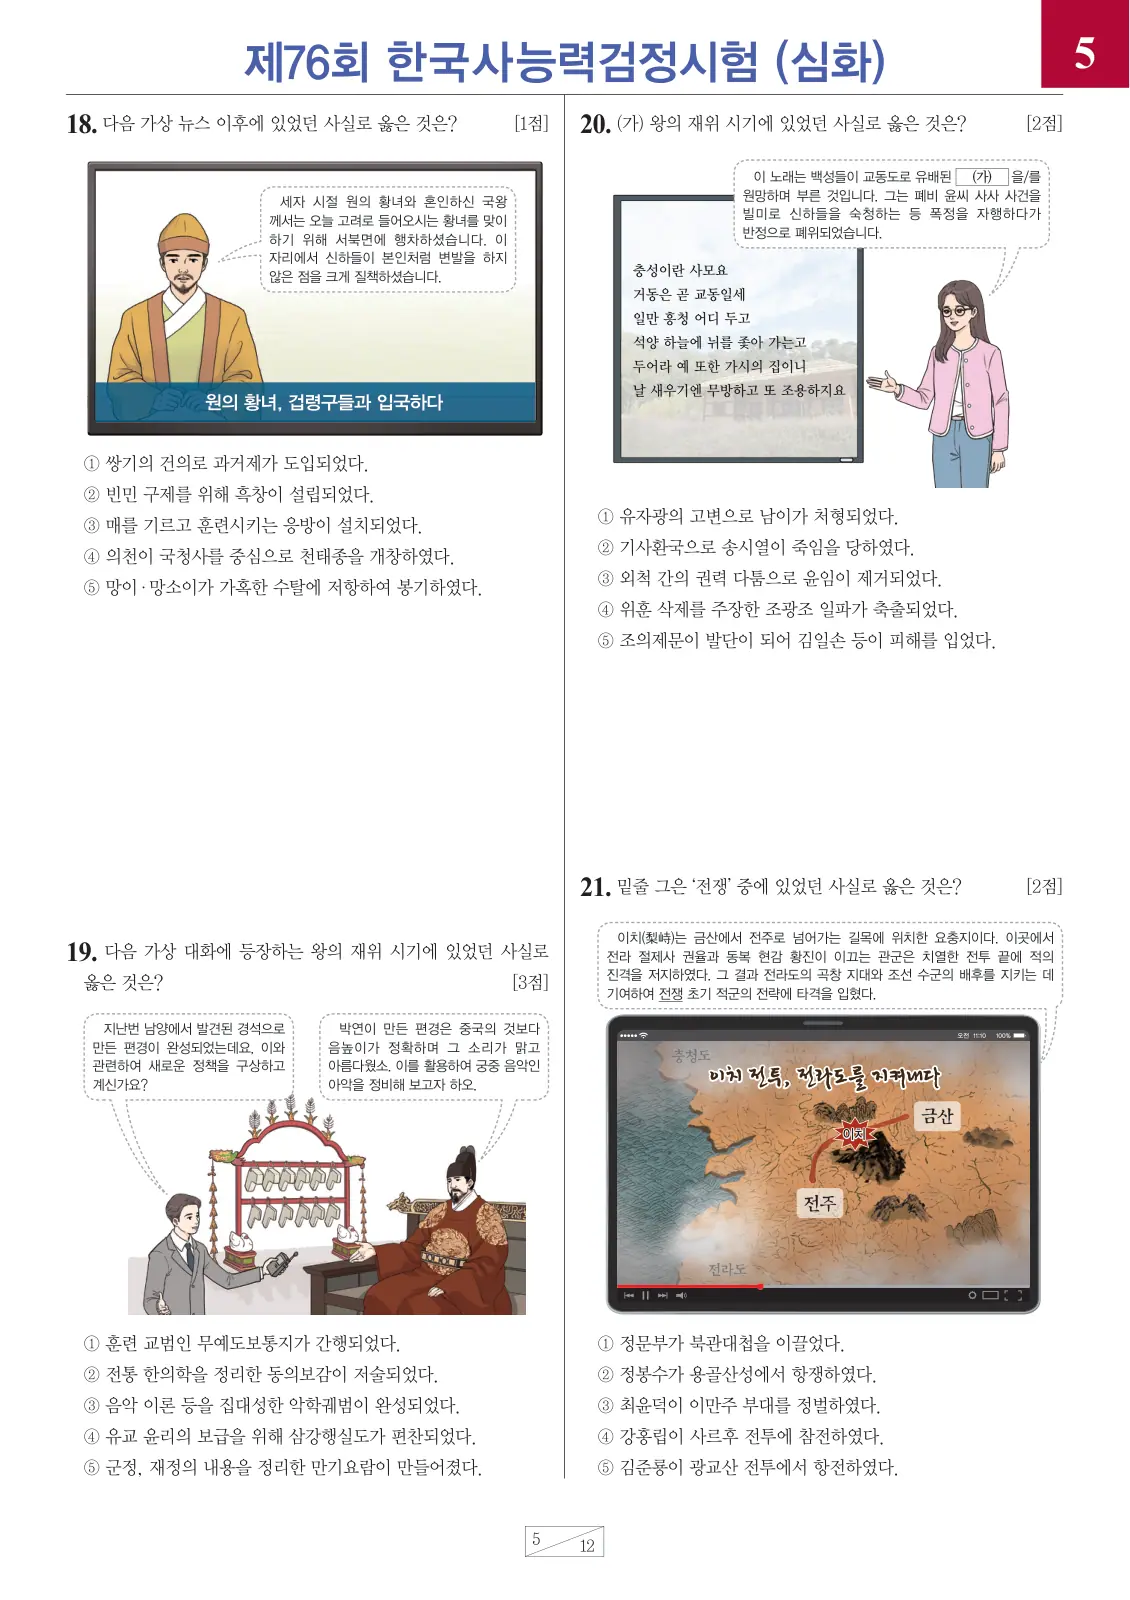 제76회 한국사능력검정시험 (심화)
5
18. 다음 가상 뉴스 이후에 있었던 사실로 옳은 것은? [1점]
세자 시절 원의 황녀와 혼인하신 국왕
께서는 오늘 고려로 들어오시는 황녀를 맞이
하기 위해 서북면에 행차하셨습니다. 이
자리에서 신하들이 본인처럼 변발을 하지
않은 점을 크게 질책하셨습니다.
원의 황녀, 겁령구들과 입국하다
① 쌍기의 건의로 과거제가 도입되었다.
② 빈민 구제를 위해 흑창이 설립되었다.
③ 매를 기르고 훈련시키는 응방이 설치되었다.
④ 의천이 국청사를 중심으로 천태종을 개창하였다.
⑤ 망이·망소이가 가혹한 수탈에 저항하여 봉기하였다.
19. 다음 가상 대화에 등장하는 왕의 재위 시기에 있었던 사실로
옳은 것은? [3점]
지난번 남양에서 발견된 경석으로
만든 편경이 완성되었는데요, 이와
관련하여 새로운 정책을 구상하고
계신가요?
박연이 만든 편경은 중국의 것보다
음높이가 정확하며 그 소리가 맑고
아름다웠소. 이를 활용하여 궁중 음악인
아악을 정비해 보고자 하오.
① 훈련 교범인 무예도보통지가 간행되었다.
② 전통 한의학을 정리한 동의보감이 저술되었다.
③ 음악 이론 등을 집대성한 악학궤범이 완성되었다.
④ 유교 윤리의 보급을 위해 삼강행실도가 편찬되었다.
⑤ 군정, 재정의 내용을 정리한 만기요람이 만들어졌다.
20. (가) 왕의 재위 시기에 있었던 사실로 옳은 것은? [2점]
이 노래는 백성들이 교동도로 유배된 (가) 을/를
원망하며 부른 것입니다. 그는 폐비 윤씨 사사 사건을
빌미로 신하들을 숙청하는 등 폭정을 자행하다가
반정으로 폐위되었습니다.
충성이란 사모요
거동은 곧 교동일세
일만 흥청 어디 두고
석양 하늘에 뉘를 좇아 가는고
두어라 예 또한 가시의 집이니
날 새우기엔 무방하고 또 조용하지요
① 유자광의 고변으로 남이가 처형되었다.
② 기사환국으로 송시열이 죽임을 당하였다.
③ 외척 간의 권력 다툼으로 윤임이 제거되었다.
④ 위훈 삭제를 주장한 조광조 일파가 축출되었다.
⑤ 조의제문이 발단이 되어 김일손 등이 피해를 입었다.
21. 밑줄 그은 ‘전쟁’ 중에 있었던 사실로 옳은 것은? [2점]
이치(梨峙)는 금산에서 전주로 넘어가는 길목에 위치한 요충지이다. 이곳에서
전라 절제사 권율과 동복 현감 황진이 이끄는 관군은 치열한 전투 끝에 적의
진격을 저지하였다. 그 결과 전라도의 곡창 지대와 조선 수군의 배후를 지키는 데
기여하여 전쟁 초기 적군의 전략에 타격을 입혔다.
오전 11:10 100%
충청도
이치 전투, 전라도를 지켜내다
금산
이치
전주
전라도
① 정문부가 북관대첩을 이끌었다.
② 정봉수가 용골산성에서 항쟁하였다.
③ 최윤덕이 이만주 부대를 정벌하였다.
④ 강홍립이 사르후 전투에 참전하였다.
⑤ 김준룡이 광교산 전투에서 항전하였다.
5
12